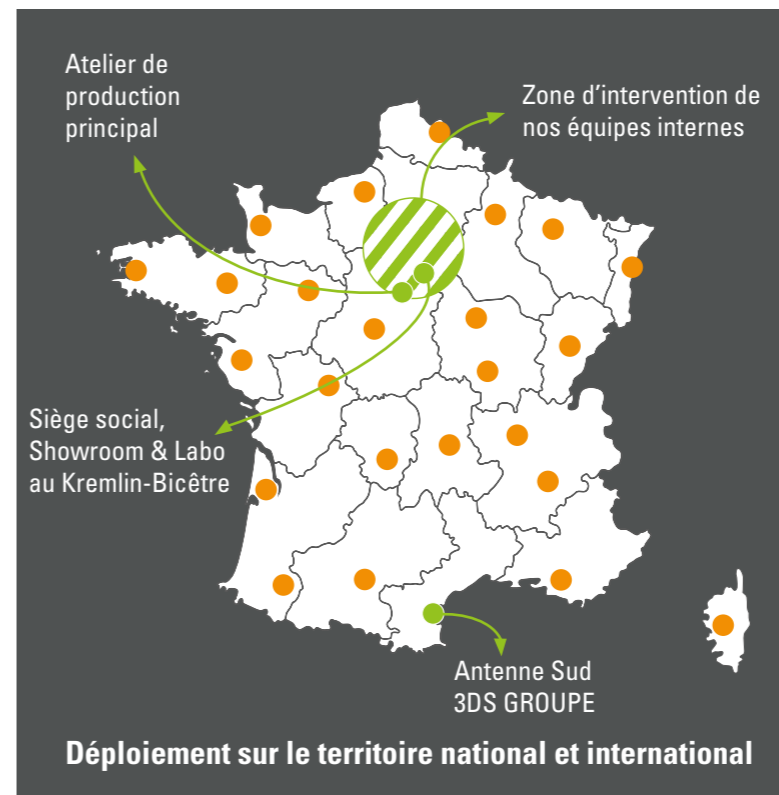 Atelier de
production
principal
Zone d'intervention de
nos équipes internes
Siège social,
Showroom & Labo
au Kremlin-Bicêtre
Antenne Sud
3DS GROUPE
Déploiement sur le territoire national et international